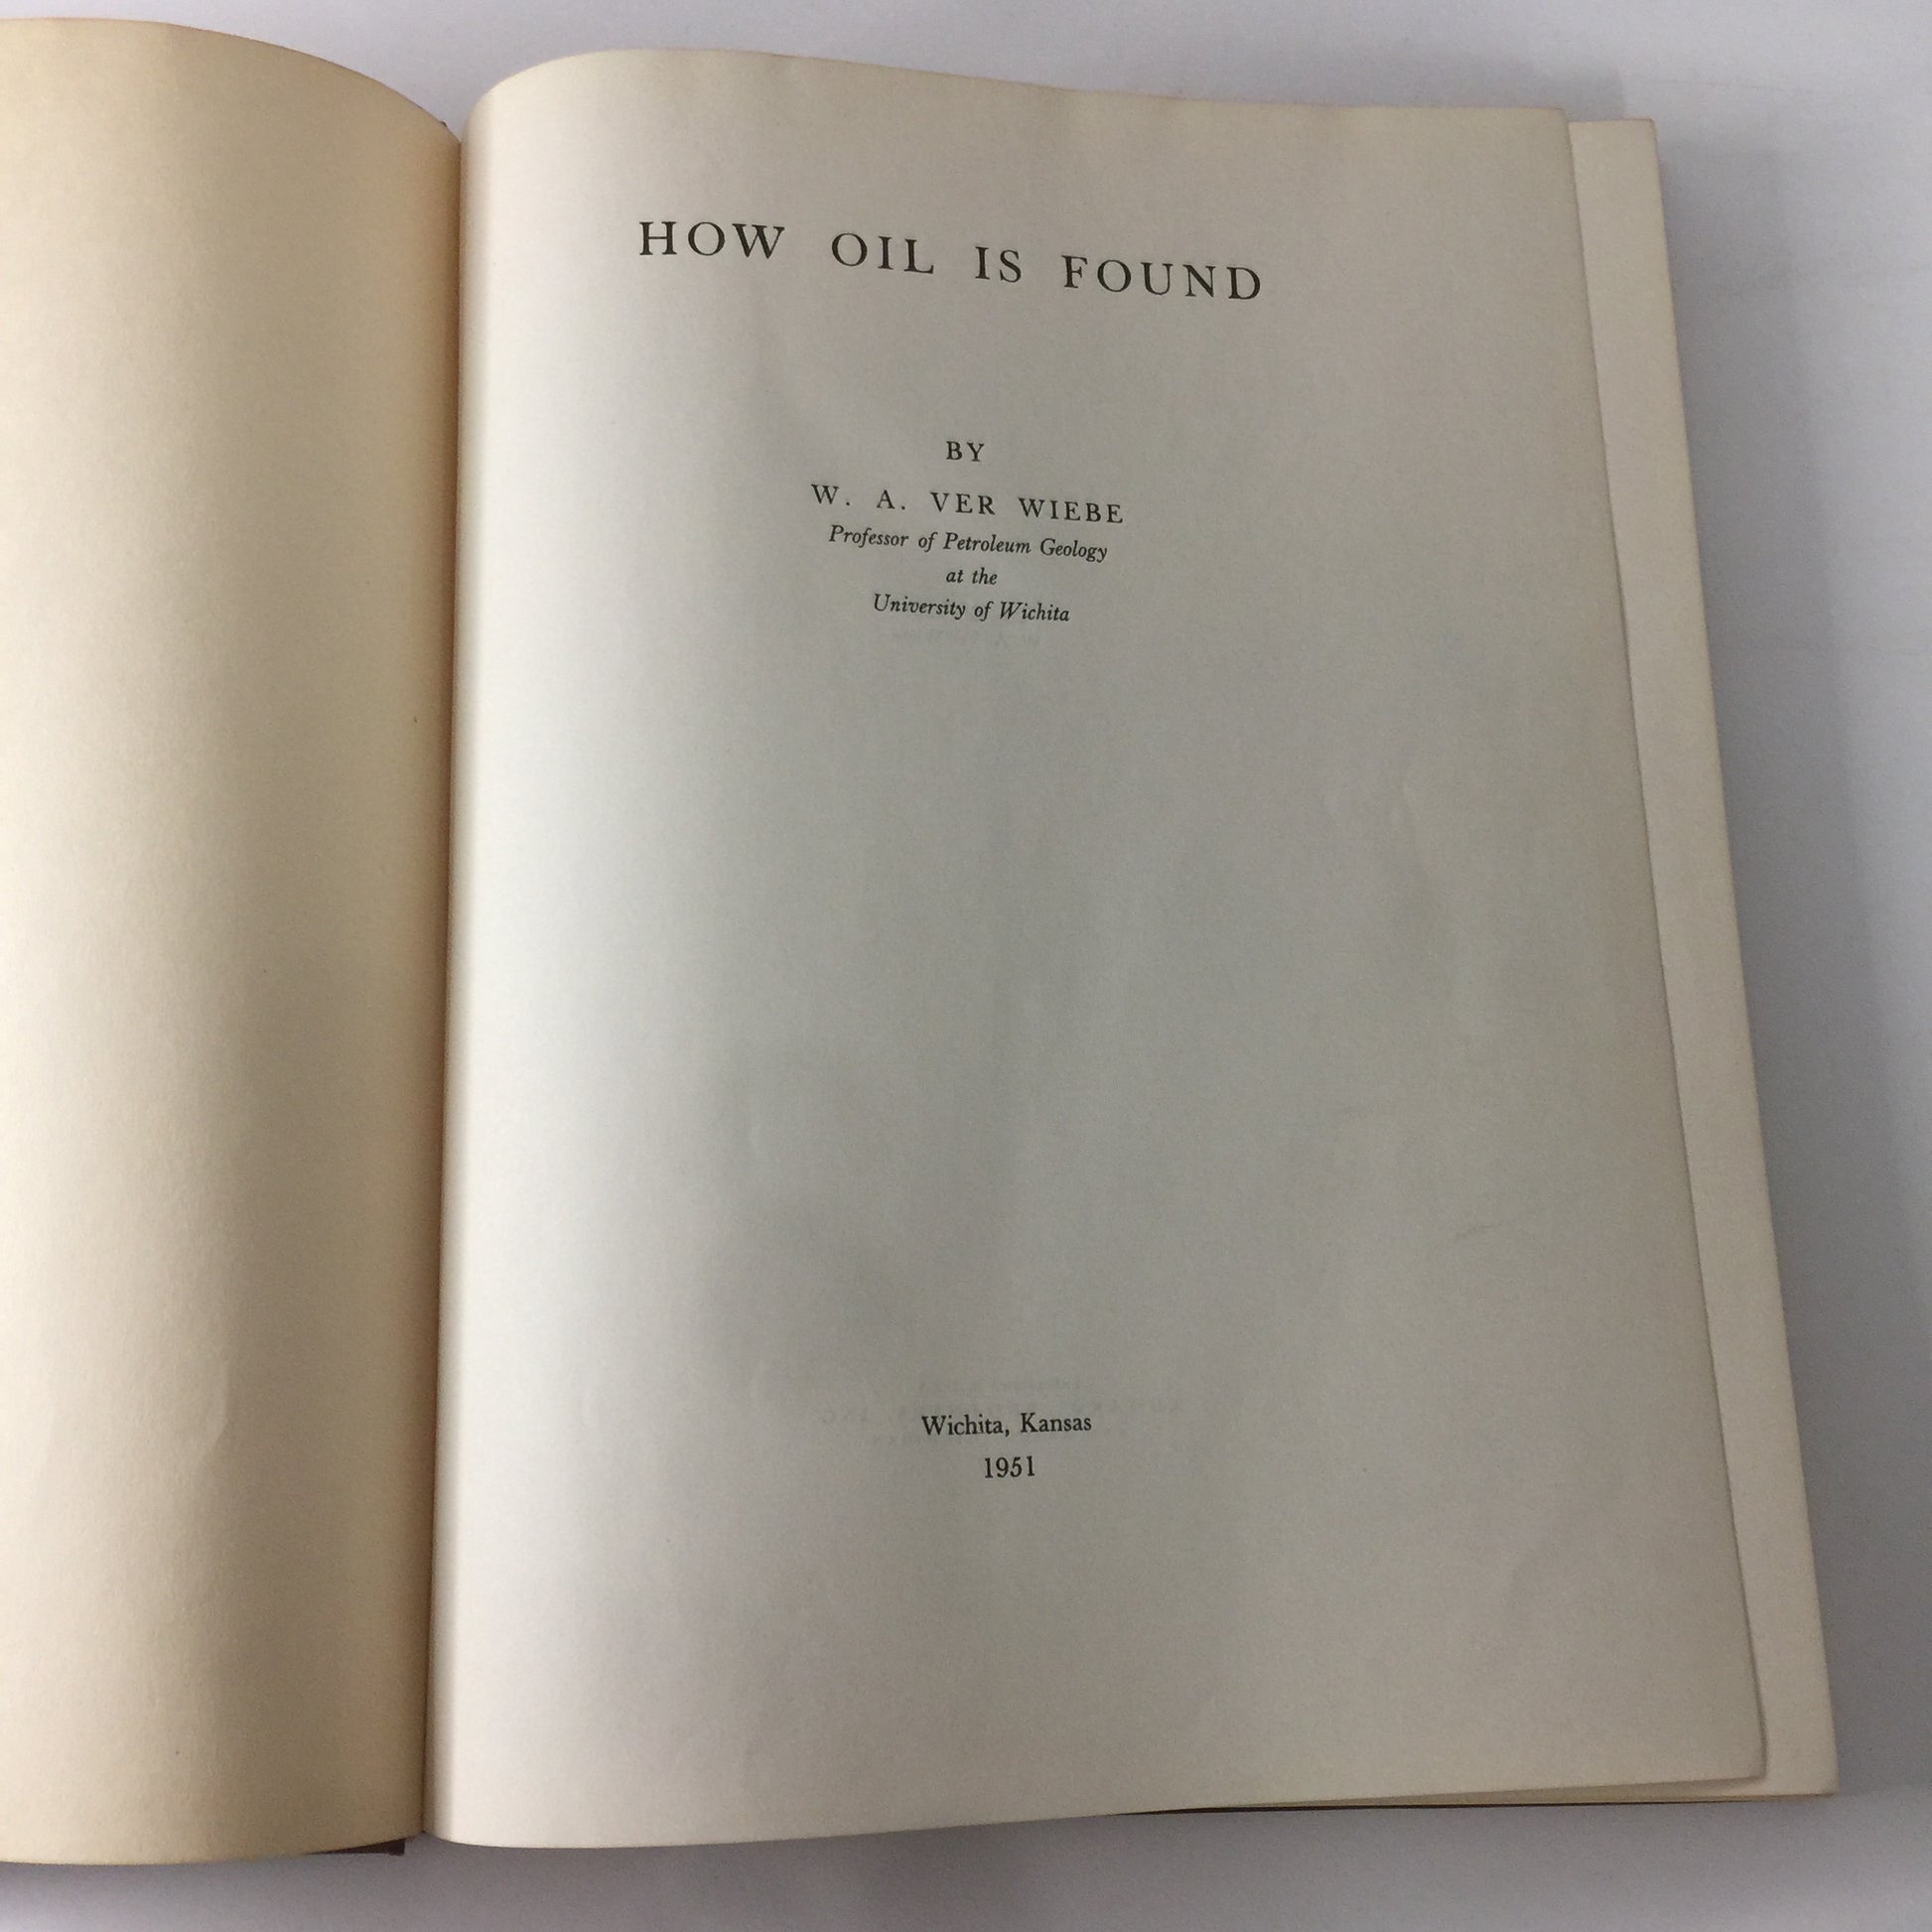 HOW OIL IS FOUND
BY
W. A. VER WIEBE
Professor of Petroleum Geology
at the
University of Wichita
Wichita, Kansas
1951